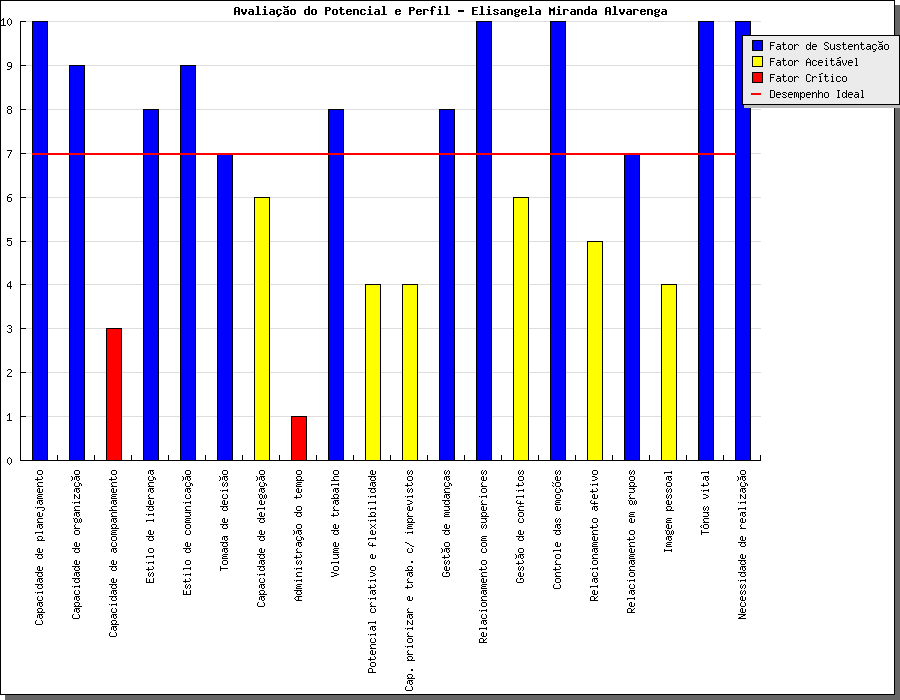 Avaliação do Potencial e Perfil - Elisangela Miranda Alvarenga
10
9
8
7
6
5
4
3
2
1
0
Fator de Sustentação
Fator Aceitável
Fator Crítico
Desempenho Ideal
Capacidade de planejamento
Capacidade de organização
Capacidade de acompanhamento
Estilo de liderança
Estilo de comunicação
Tomada de decisão
Capacidade de delegação
Administração do tempo
Volume de trabalho
Potencial criativo e flexibilidade
Cap. priorizar e trab. c/ imprevistos
Gestão de mudanças
Relacionamento com superiores
Gestão de conflitos
Controle das emoções
Relacionamento afetivo
Relacionamento em grupos
Imagem pessoal
Tônus vital
Necessidade de realização